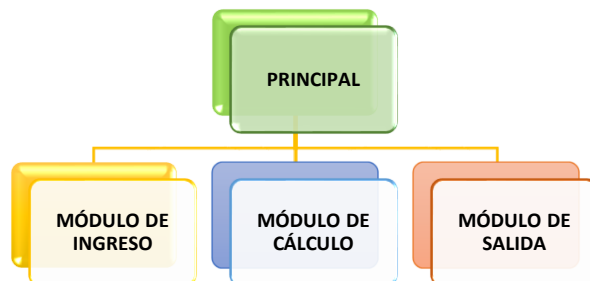 PRINCIPAL
MÓDULO DE
INGRESO
MÓDULO DE
CÁLCULO
MÓDULO DE
SALIDA